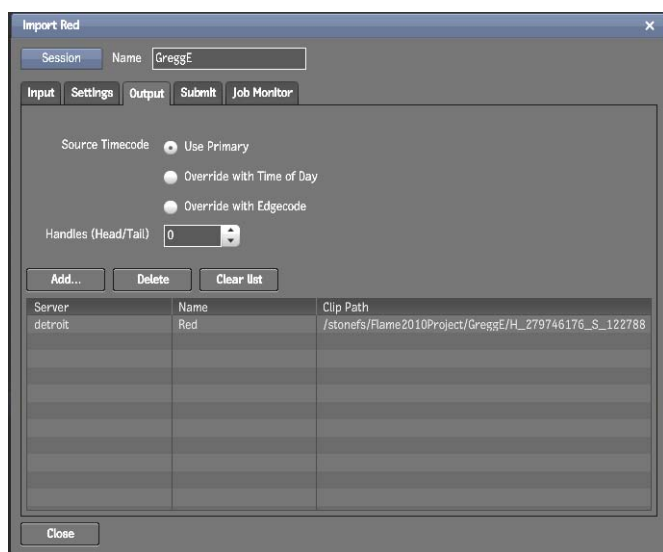 Import Red
Session Name GreggE
Input Settings Output Submit Job Monitor
Source Timecode Use Primary
Override with Time of Day
Override with Edgecode
Handles (Head/Tail) 0
Add... Delete Clear list
Server Name Clip Path
detroit Red /stonefs/Flame2010Project/GreggE/H_279746176_S_122788
Close